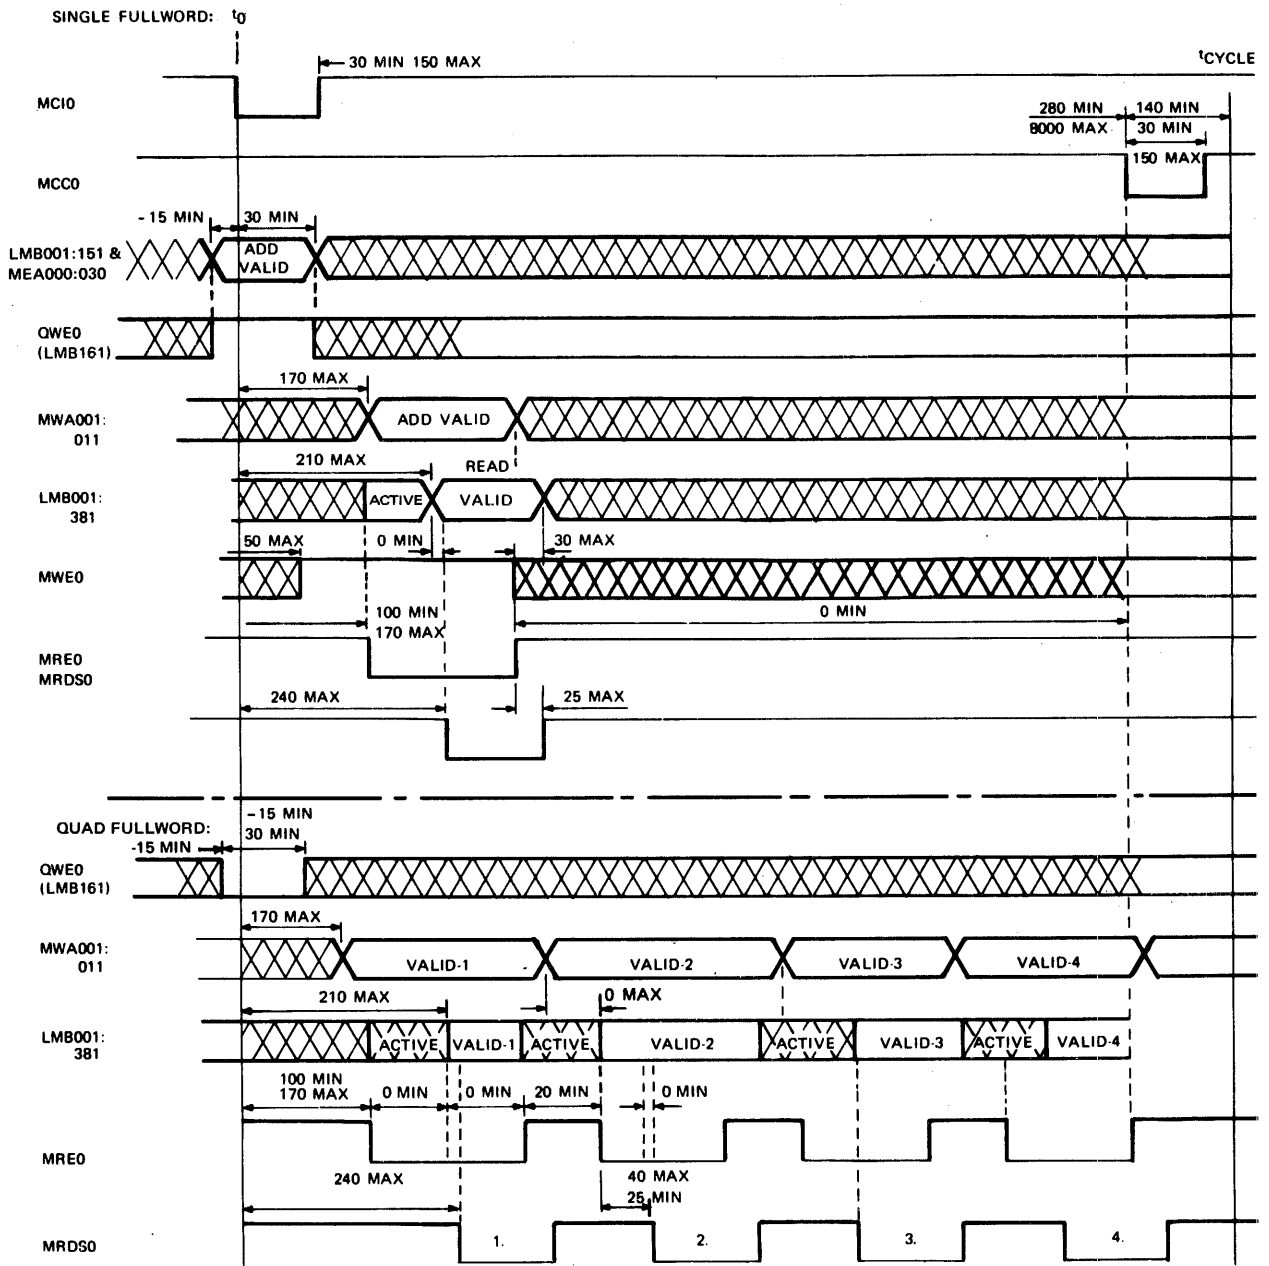 SINGLE FULLWORD: t0
30 MIN 150 MAX
tCYCLE
MCI0
280 MIN 140 MIN
8000 MAX 30 MIN
150 MAX
MCC0
-15 MIN 30 MIN
LMB001:151 &
MEA000:030
ADD
VALID
QWE0
(LMB161)
170 MAX
MWA001:
011
ADD VALID
210 MAX
READ
LMB001:
381
ACTIVE
VALID
50 MAX
0 MIN
30 MAX
MWE0
100 MIN
170 MAX
0 MIN
MRE0
MRDS0
240 MAX
25 MAX
-15 MIN
QUAD FULLWORD:
30 MIN
-15 MIN
QWE0
(LMB161)
170 MAX
MWA001:
011
VALID-1
VALID-2
VALID-3
VALID-4
210 MAX
0 MAX
LMB001:
381
ACTIVE
VALID-1
ACTIVE
VALID-2
ACTIVE
VALID-3
ACTIVE
VALID-4
100 MIN
170 MAX
0 MIN
0 MIN
20 MIN
0 MIN
MRE0
240 MAX
40 MAX
25 MIN
MRDS0
1.
2.
3.
4.